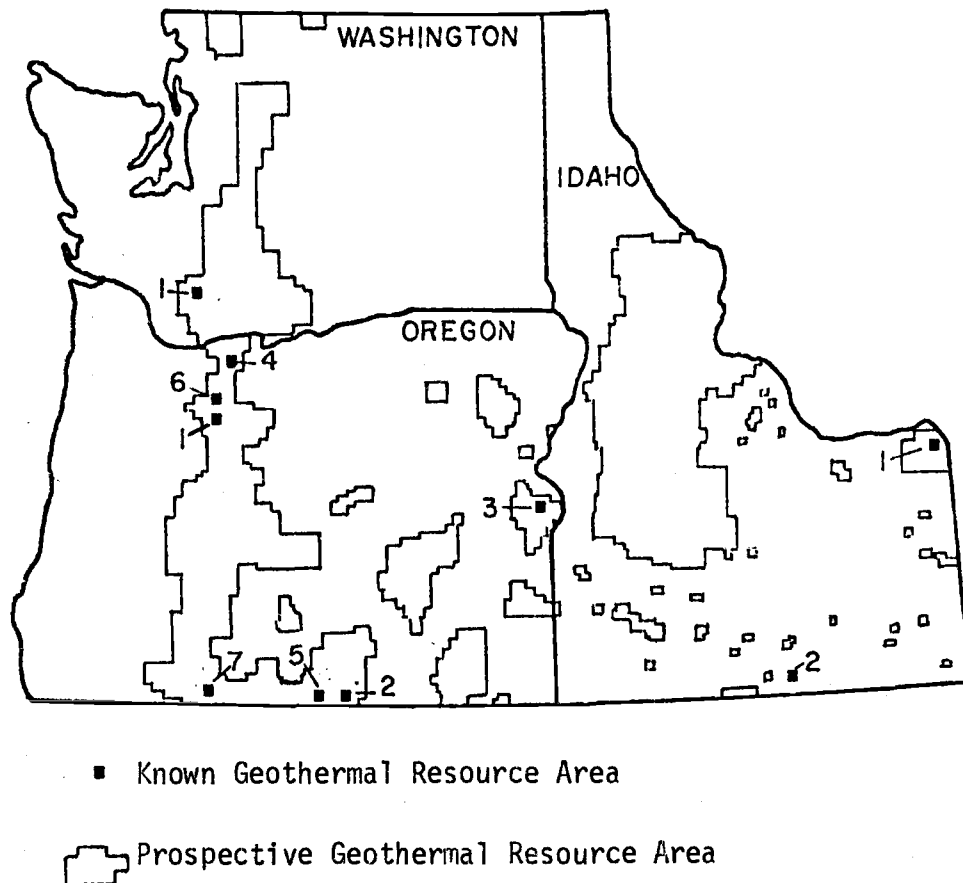 WASHINGTON
IDAHO
1
OREGON
4
6
1
1
3
7
5
2
2
Known Geothermal Resource Area
Prospective Geothermal Resource Area